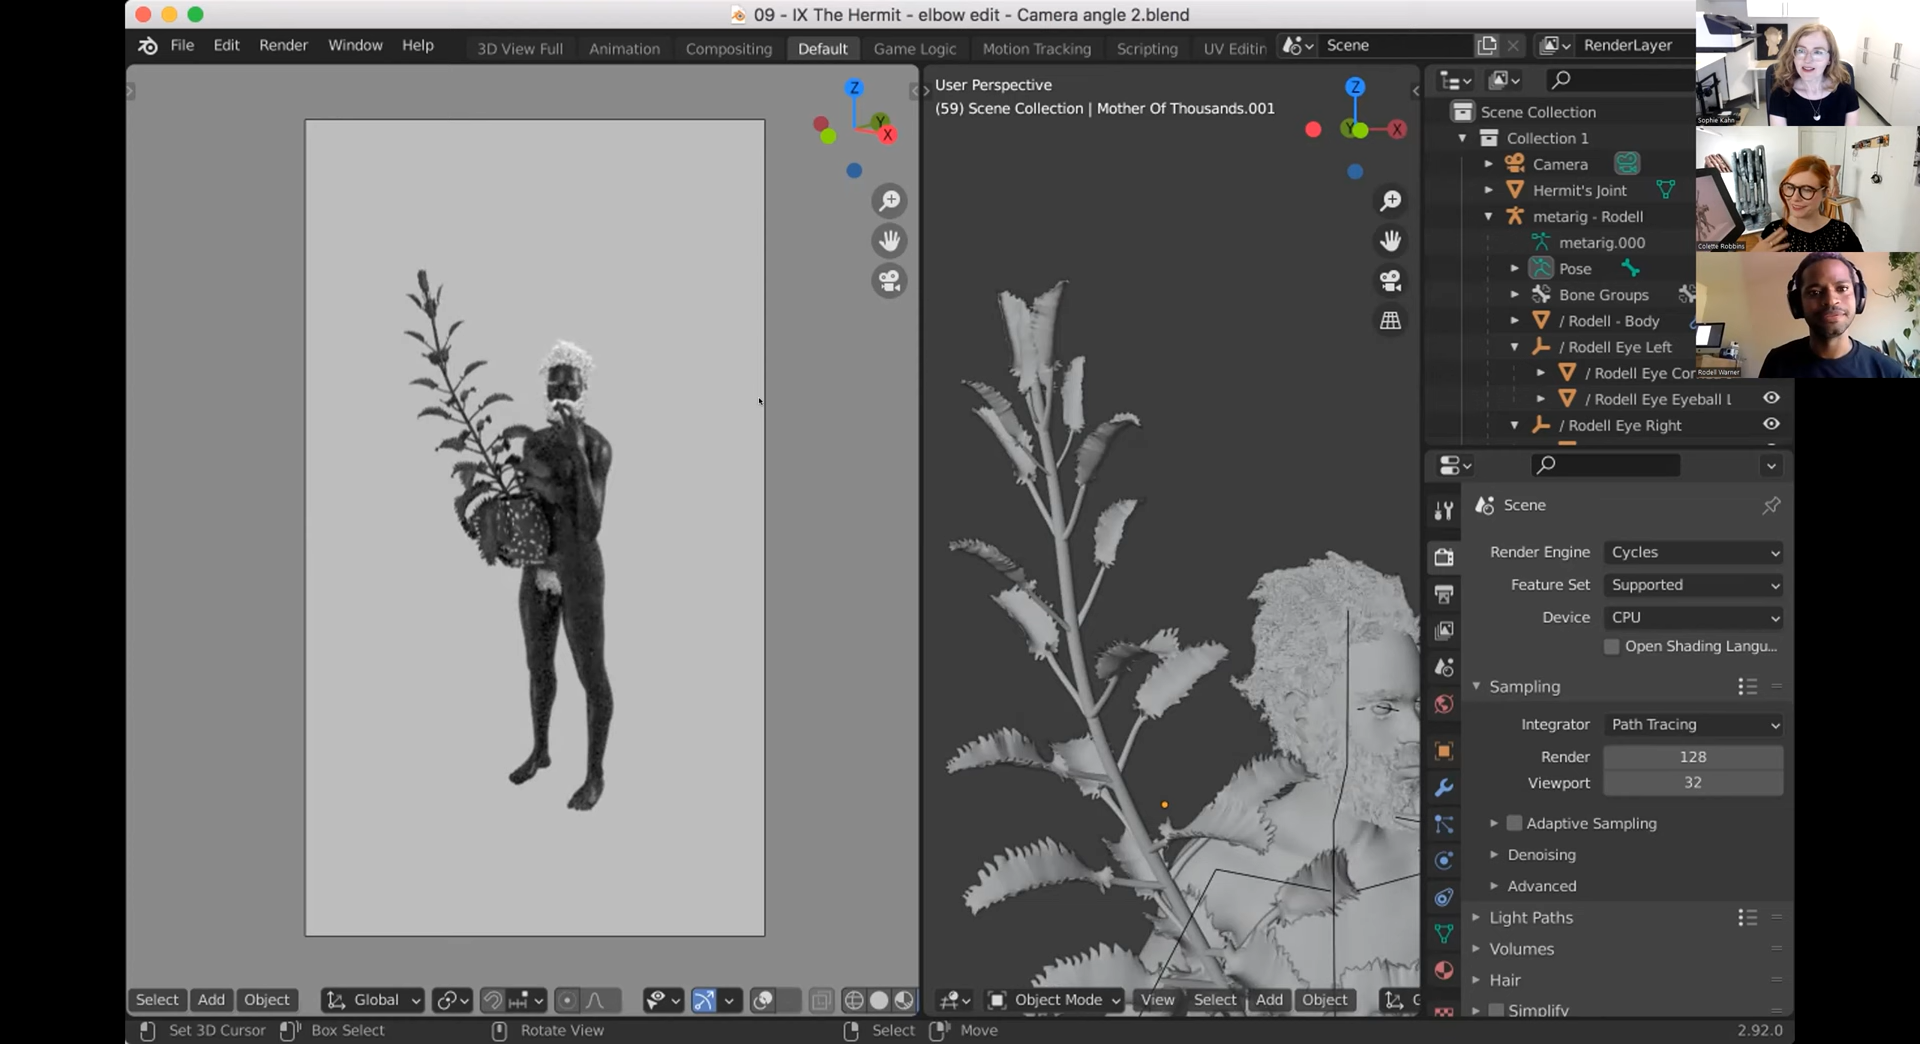 09 - IX The Hermit - elbow edit - Camera angle 2.blend
File Edit Render Window Help
3D View Full Animation Compositing Default Game Logic Motion Tracking Scripting UV Editin
Scene
RenderLayer
Z
Y
X
User Perspective
(59) Scene Collection | Mother Of Thousands.001
Z
Y
X
Scene Collection
Collection 1
Camera
Hermit's Joint
metarig - Rodell
metarig.000
Pose
Bone Groups
/ Rodell - Body
/ Rodell Eye Left
/ Rodell Eye Cor
/ Rodell Eye Eyeball L
/ Rodell Eye Right
Sophie Kahn
Colette Robbins
Rodell Warner
Scene
Render Engine Cycles
Feature Set Supported
Device CPU
Open Shading Langu...
Sampling
Integrator Path Tracing
Render 128
Viewport 32
Adaptive Sampling
Denoising
Advanced
Light Paths
Volumes
Hair
Simplify
Select Add Object Global
Object Mode View Select Add Object G
Set 3D Cursor Box Select Rotate View Select Move 2.92.0